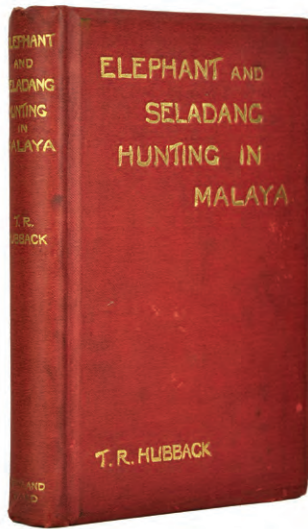 ELEPHANT AND
SELADANG
HUNTING IN
MALAYA
T. R. HUBBACK
ELEPHANT
AND
SELADANG
HUNTING
IN
MALAYA
T. R.
HUBBACK